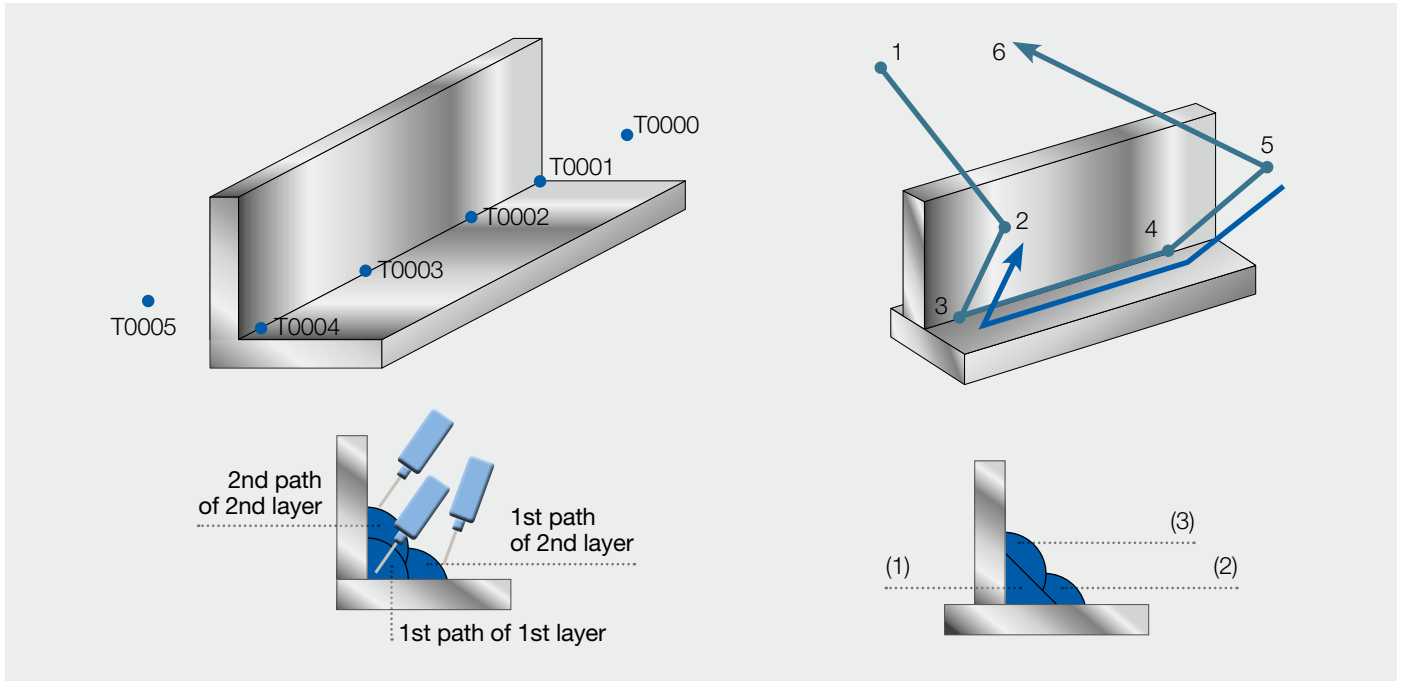 T0000
T0001
T0002
T0003
T0004
T0005
1
2
3
4
5
6
2nd path
of 2nd layer
1st path
of 2nd layer
1st path of 1st layer
(1)
(2)
(3)